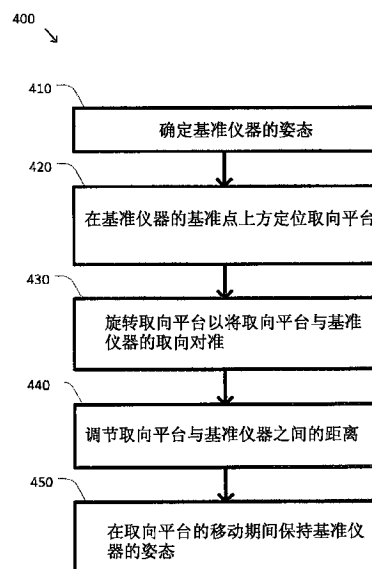 400
410
确定基准仪器的姿态
420
在基准仪器的基准点上方定位取向平台
430
旋转取向平台以将取向平台与基准
仪器的取向对准
440
调节取向平台与基准仪器之间的距离
450
在取向平台的移动期间保持基准仪
器的姿态